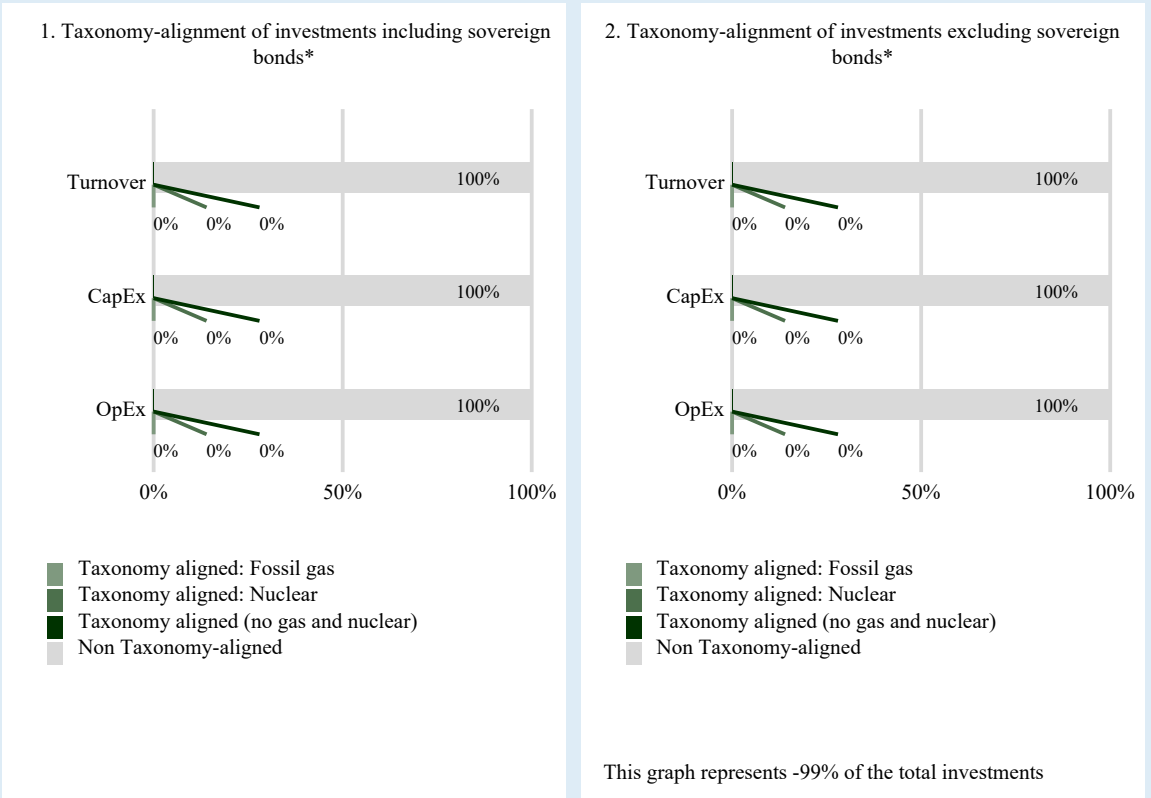 1. Taxonomy-alignment of investments including sovereign
bonds*
Turnover
100%
0% 0% 0%
CapEx
100%
0% 0% 0%
OpEx
100%
0% 0% 0%
0% 50% 100%
Taxonomy aligned: Fossil gas
Taxonomy aligned: Nuclear
Taxonomy aligned (no gas and nuclear)
Non Taxonomy-aligned
2. Taxonomy-alignment of investments excluding sovereign
bonds*
Turnover
100%
0% 0% 0%
CapEx
100%
0% 0% 0%
OpEx
100%
0% 0% 0%
0% 50% 100%
Taxonomy aligned: Fossil gas
Taxonomy aligned: Nuclear
Taxonomy aligned (no gas and nuclear)
Non Taxonomy-aligned
This graph represents -99% of the total investments